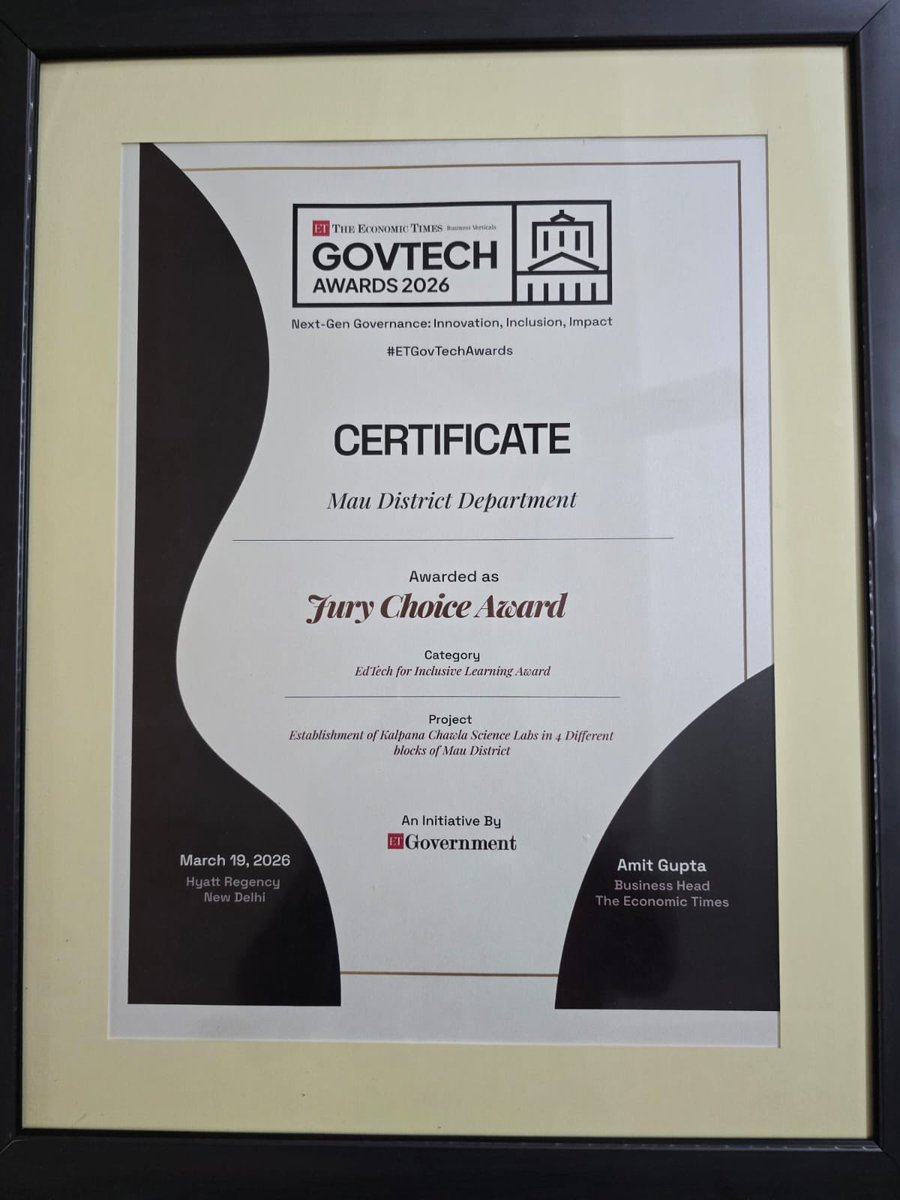 ET THE ECONOMIC TIMES Business Verticals
GOVTECH
AWARDS 2026
Next-Gen Governance: Innovation, Inclusion, Impact
#ETGovTechAwards
CERTIFICATE
Mau District Department
Awarded as
Jury Choice Award
Category
EdTech for Inclusive Learning Award
Project
Establishment of Kalpana Chawla Science Labs in 4 Different
blocks of Mau District
An Initiative By
ET Government
March 19, 2026
Hyatt Regency
New Delhi
Amit Gupta
Business Head
The Economic Times